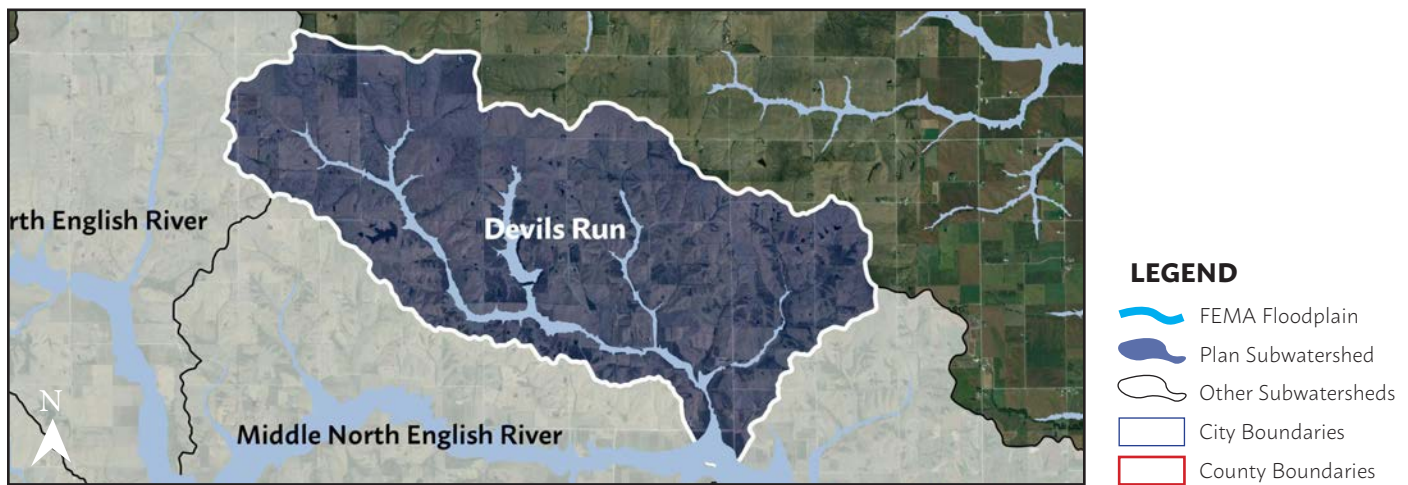 Devils Run
rth English River
Middle North English River
N
LEGEND
FEMA Floodplain
Plan Subwatershed
Other Subwatersheds
City Boundaries
County Boundaries